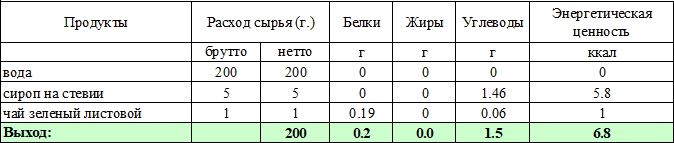 Продукты Расход сырья (г.) Белки Жиры Углеводы Энергетическая ценность
брутто нетто г г г ккал
вода 200 200 0 0 0 0
сироп на стевии 5 5 0 0 1.46 5.8
чай зеленый листовой 1 1 0.19 0 0.06 1
Выход: 200 0.2 0.0 1.5 6.8